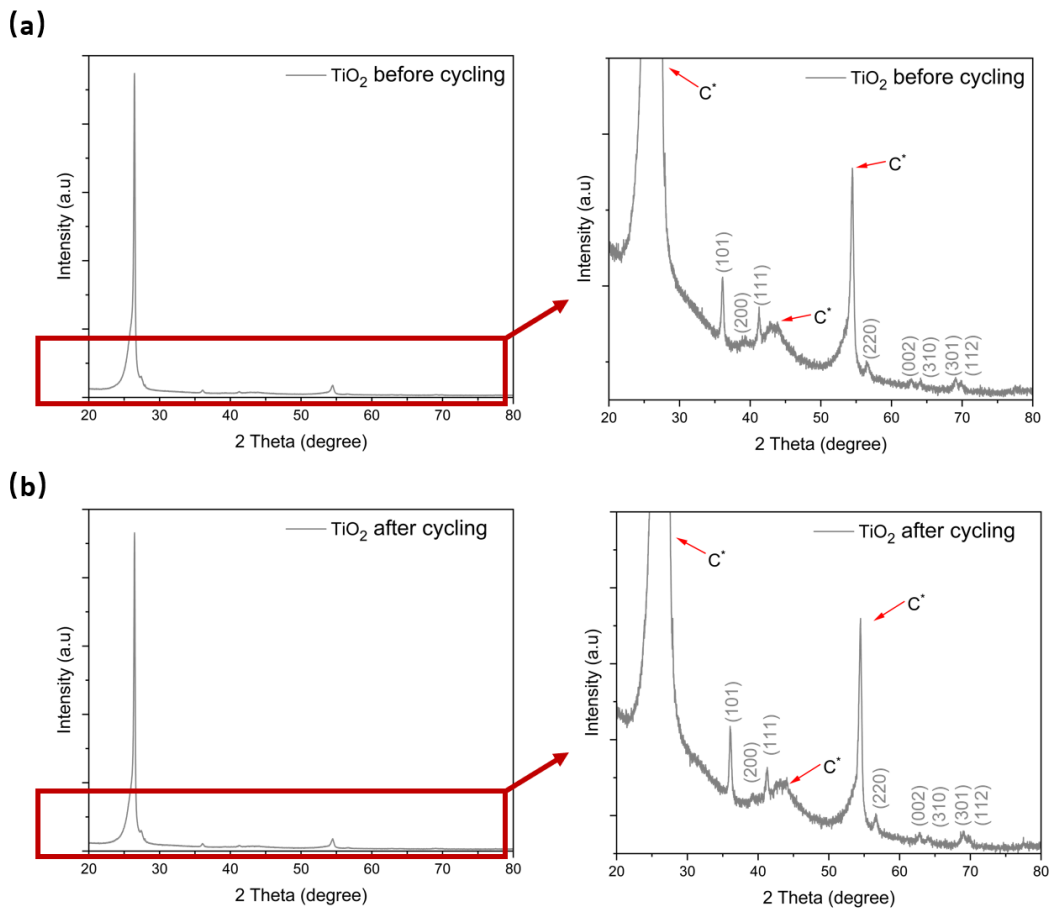 (a)
TiO2 before cycling
Intensity (a.u)
20 30 40 50 60 70 80
2 Theta (degree)
TiO2 before cycling
C*
C*
C*
(101)
(200)
(111)
(220)
(002)
(310)
(301)
(112)
Intensity (a.u)
20 30 40 50 60 70 80
2 Theta (degree)
(b)
TiO2 after cycling
Intensity (a.u)
20 30 40 50 60 70 80
2 Theta (degree)
TiO2 after cycling
C*
C*
C*
(101)
(200)
(111)
(220)
(002)
(310)
(301)
(112)
Intensity (a.u)
20 30 40 50 60 70 80
2 Theta (degree)